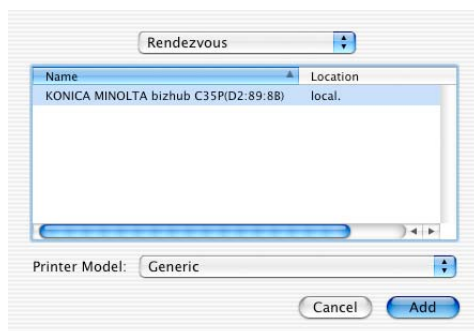 Rendezvous
Name Location
KONICA MINOLTA bizhub C35P(D2:89:8B) local.
Printer Model: Generic
Cancel Add